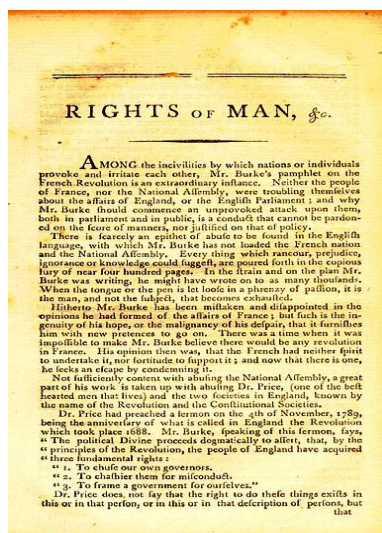 RIGHTS OF MAN, &c.
AMONG the incivilities by which nations or individuals
provoke and irritate each other, Mr. Burke's pamphlet on the
French Revolution is an extraordinary inſtance. Neither the people
of France, nor the National Aſſembly, were troubling themſelves
about the affairs of England, or the Engliſh Parliament; and why
Mr. Burke ſhould commence an unprovoked attack upon them,
both in parliament and in public, is a conduct that cannot be pardon-
ed on the ſcore of manners, nor juſtified on that of policy.
There is ſcarcely an epithet of abuſe to be found in the Engliſh
language, with which Mr. Burke has not loaded the French nation
and the National Aſſembly. Every thing which rancour, prejudice,
ignorance or knowledge could ſuggeſt, are poured forth in the copious
fury of near four hundred pages. In the ſtrain and on the plan Mr.
Burke was writing, he might have wrote on to as many thouſands.
When the tongue or the pen is let looſe in a phrenzy of paſſion, it is
the man, and not the ſubject, that becomes exhauſted.
Hitherto Mr. Burke has been miſtaken and diſappointed in the
opinions he had formed of the affairs of France; but ſuch is the in-
genuity of his hope, or the malignancy of his deſpair, that it furniſhes
him with new pretences to go on. There was a time when it was
impoſſible to make Mr. Burke believe there would be any revolution
in France. His opinion then was, that the French had neither ſpirit
to undertake it, nor fortitude to ſupport it; and now that there is one,
he ſeeks an eſcape by condemning it.
Not ſufficiently content with abuſing the National Aſſembly, a great
part of his work is taken up with abuſing Dr. Price, (one of the beſt
hearted men that lives) and the two ſocieties in England, known by
the name of the Revolution and the Conſtitutional Societies.
Dr. Price had preached a ſermon on the 4th of November, 1789,
being the anniverſary of what is called in England the Revolution
which took place 1688. Mr. Burke, ſpeaking of this ſermon, ſays,
" The political Divine proceeds dogmatically to aſſert, that, by the
" principles of the Revolution, the people of England have acquired
" three fundamental rights:
" 1. To chuſe our own governors.
" 2. To chaſhier them for miſconduct.
" 3. To frame a government for ourſelves."
Dr. Price does not ſay that the right to do theſe things exiſts in
this or in that perſon, or in this or in that deſcription of perſons, but
that